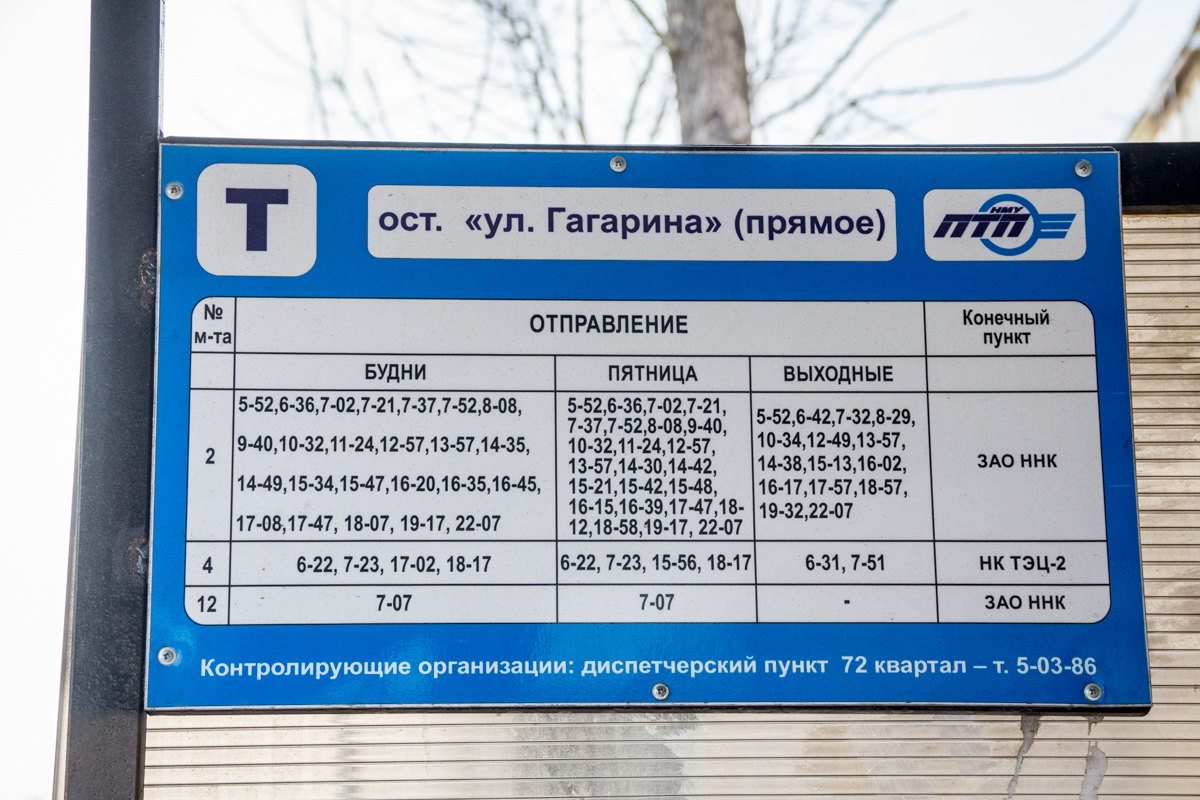 Т
ост. «ул. Гагарина» (прямое)
НМУ
ПТП
№
м-та
ОТПРАВЛЕНИЕ
Конечный
пункт
БУДНИ
ПЯТНИЦА
ВЫХОДНЫЕ
2
5-52,6-36,7-02,7-21,7-37,7-52,8-08,
9-40,10-32,11-24,12-57,13-57,14-35,
14-49,15-34,15-47,16-20,16-35,16-45,
17-08,17-47, 18-07, 19-17, 22-07
5-52,6-36,7-02,7-21,
7-37,7-52,8-08,9-40,
10-32,11-24,12-57,
13-57,14-30,14-42,
15-21,15-42,15-48,
16-15,16-39,17-47,18-
12,18-58,19-17, 22-07
5-52,6-42,7-32,8-29,
10-34,12-49,13-57,
14-38,15-13,16-02,
16-17,17-57,18-57,
19-32,22-07
ЗАО ННК
4
6-22, 7-23, 17-02, 18-17
6-22, 7-23, 15-56, 18-17
6-31, 7-51
НК ТЭЦ-2
12
7-07
7-07
-
ЗАО ННК
Контролирующие организации: диспетчерский пункт 72 квартал – т. 5-03-86